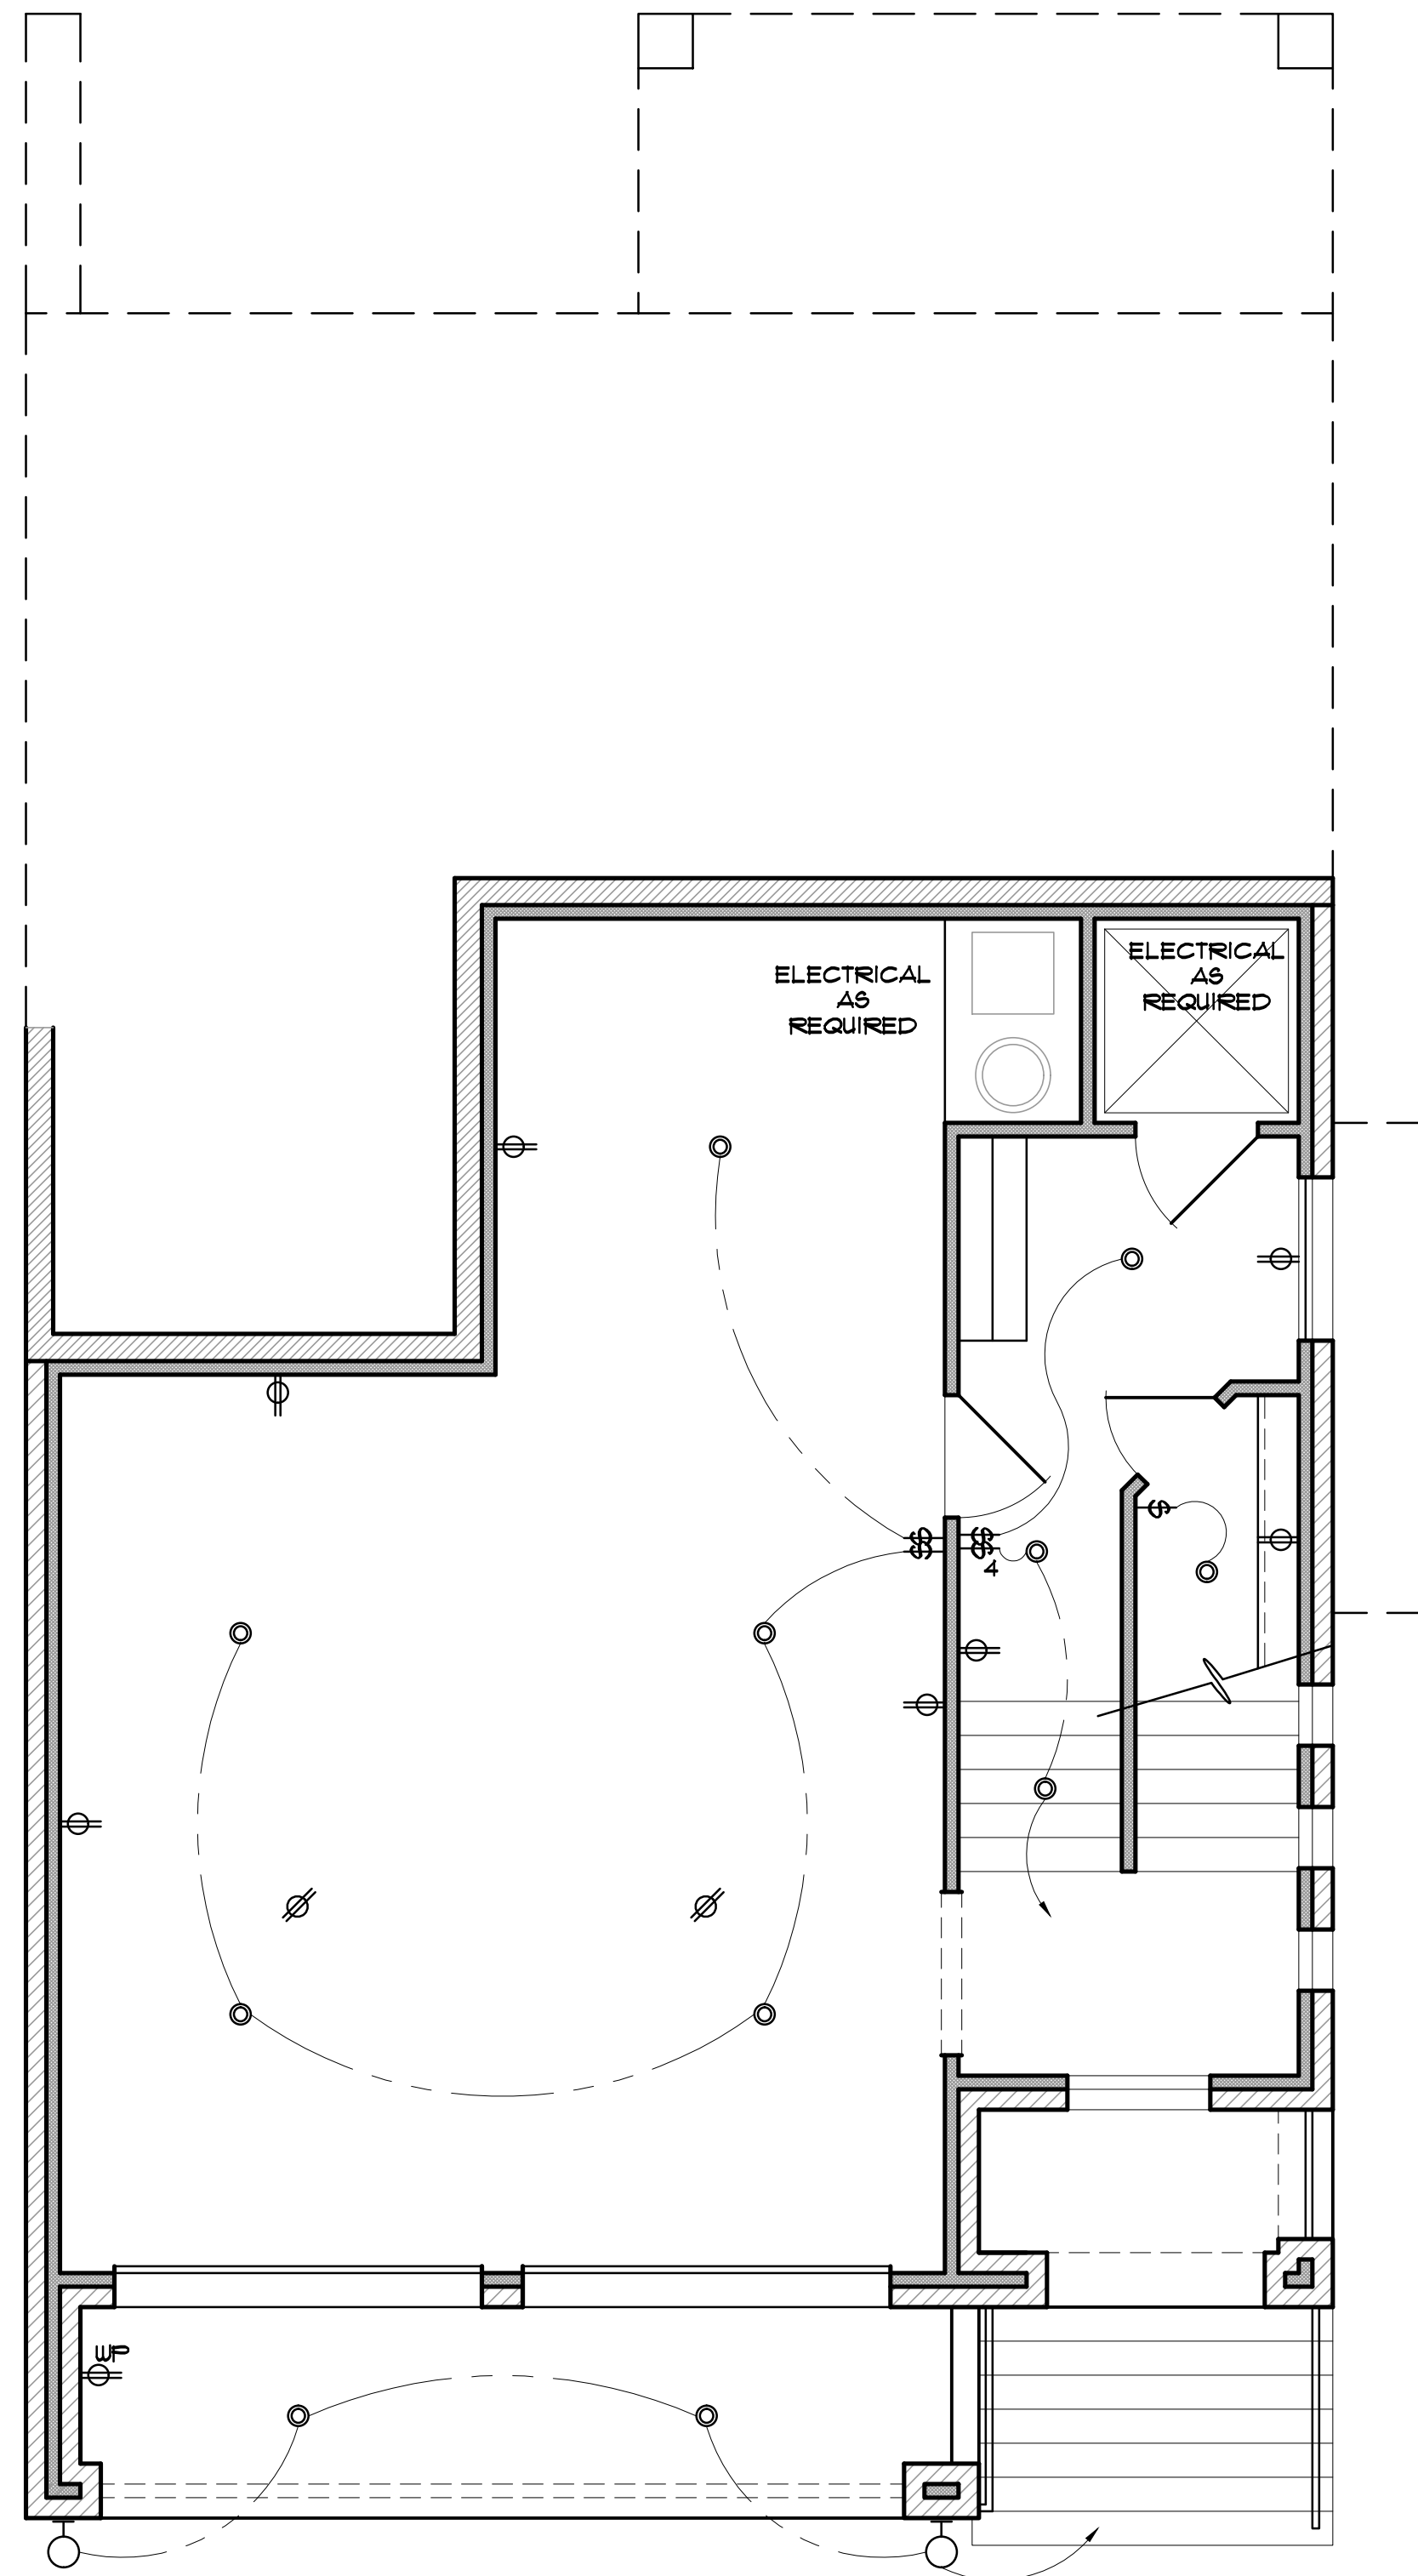 ELECTRICAL
AS
REQUIRED
ELECTRICAL
AS
REQUIRED
$
$
$
$
4
$
wp